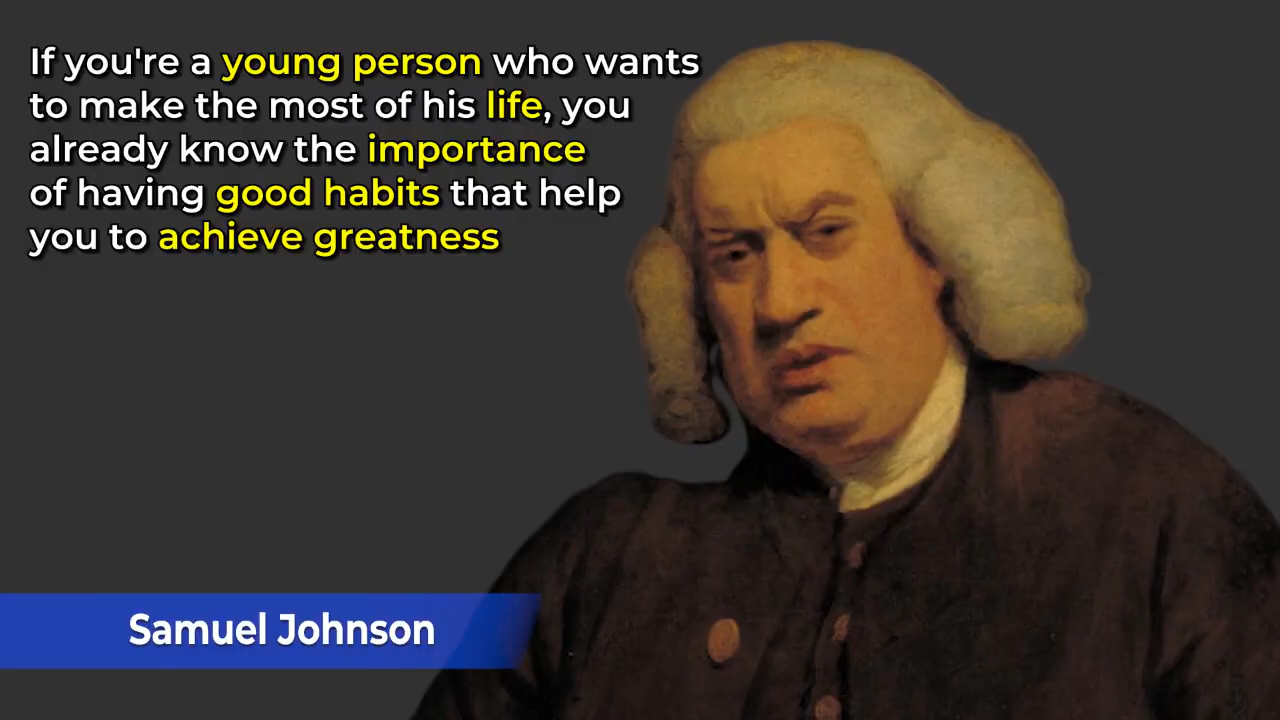 If you're a young person who wants
to make the most of his life, you
already know the importance
of having good habits that help
you to achieve greatness
Samuel Johnson